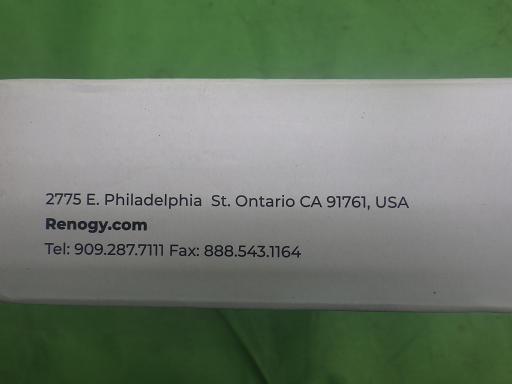 2775 E. Philadelphia St. Ontario CA 91761, USA
Renogy.com
Tel: 909.287.7111 Fax: 888.543.1164